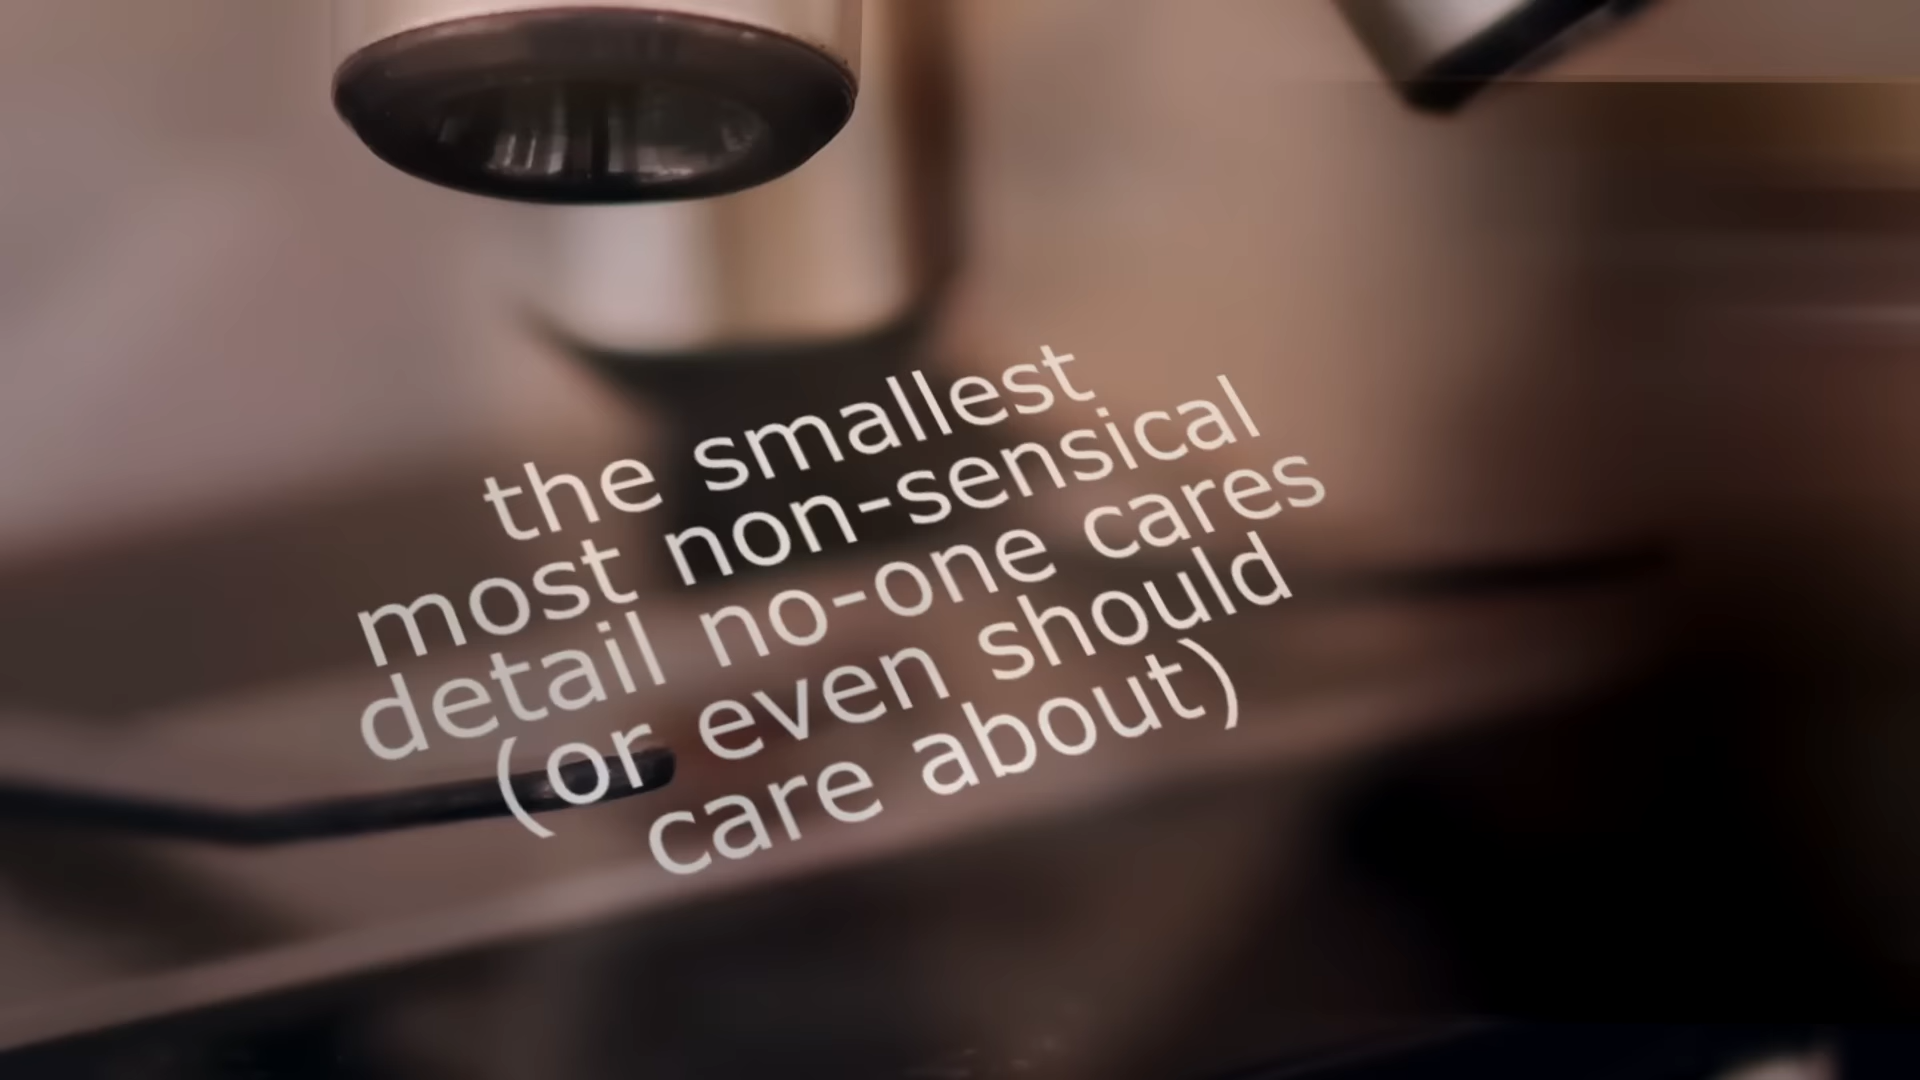 the smallest
most non-sensical
detail no-one cares
(or even should
care about)